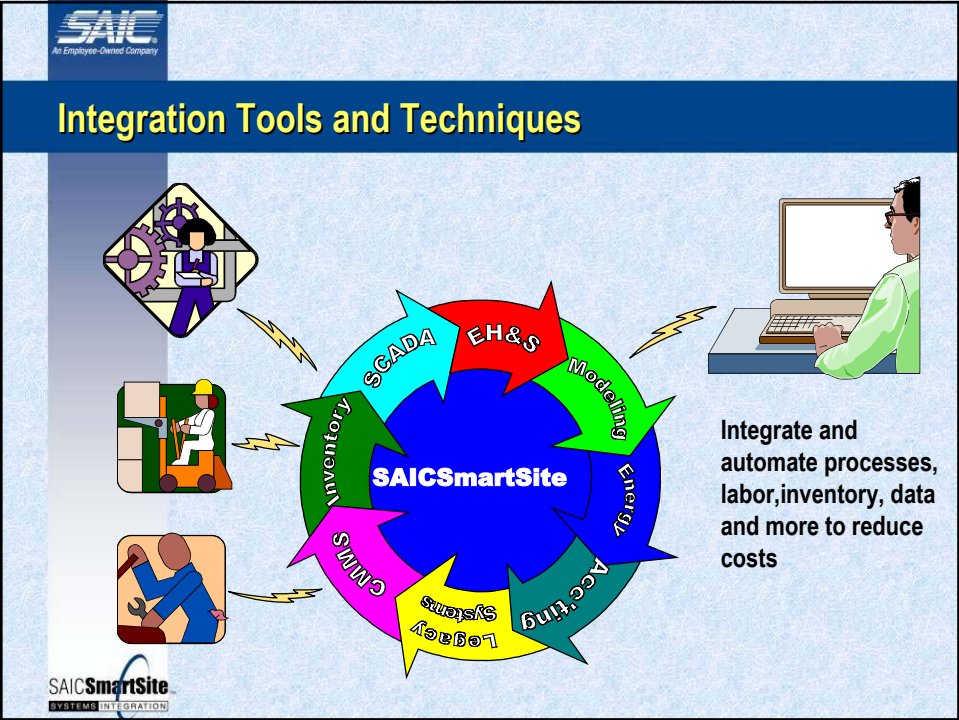 SAIC
An Employee-Owned Company
Integration Tools and Techniques
SCADA
EH&S
Modeling
Energy
Acc'ting
Legacy
Systems
CMMS
Inventory
SAICSmartSite
Integrate and
automate processes,
labor,inventory, data
and more to reduce
costs
SAICSmartSite
SYSTEMS INTEGRATION